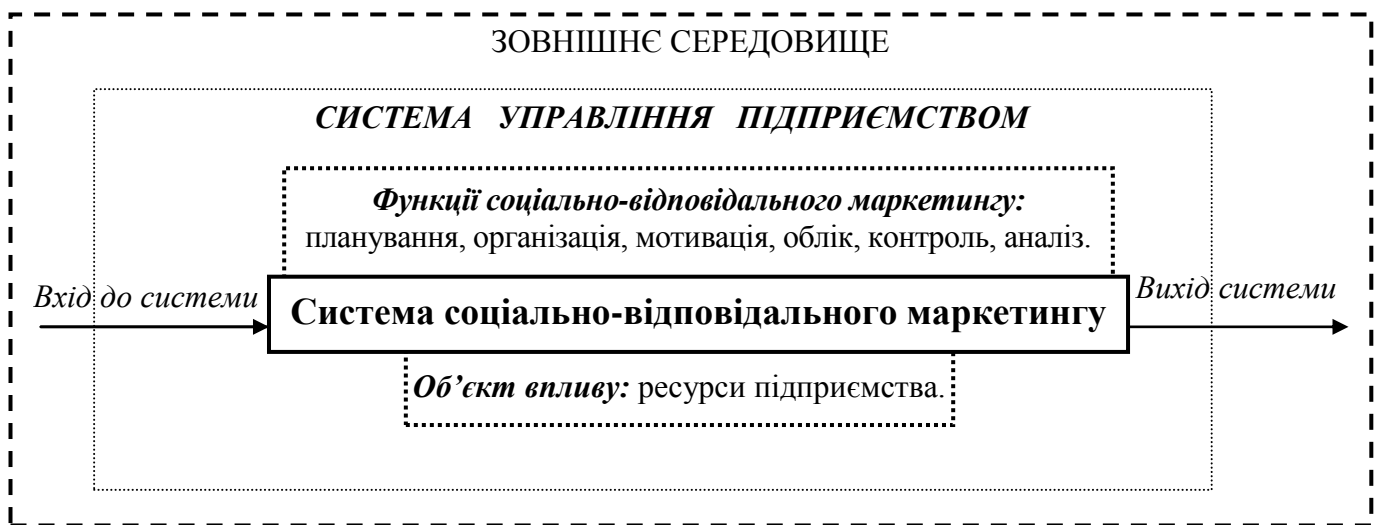 ЗОВНІШНЄ СЕРЕДОВИЩЕ
СИСТЕМА УПРАВЛІННЯ ПІДПРИЄМСТВОМ
Функції соціально-відповідального маркетингу:
планування, організація, мотивація, облік, контроль, аналіз.
Вхід до системи
Система соціально-відповідального маркетингу
Вихід системи
Об’єкт впливу: ресурси підприємства.